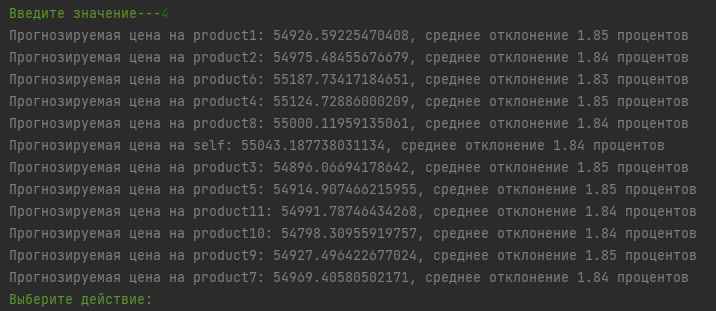 Введите значение---4
Прогнозируемая цена на product1: 54926.59225470408, среднее отклонение 1.85 процентов
Прогнозируемая цена на product2: 54975.48455676679, среднее отклонение 1.84 процентов
Прогнозируемая цена на product6: 55187.73417184651, среднее отклонение 1.83 процентов
Прогнозируемая цена на product4: 55124.72886000209, среднее отклонение 1.85 процентов
Прогнозируемая цена на product8: 55000.11959135061, среднее отклонение 1.84 процентов
Прогнозируемая цена на self: 55043.187738031134, среднее отклонение 1.84 процентов
Прогнозируемая цена на product3: 54896.06694178642, среднее отклонение 1.85 процентов
Прогнозируемая цена на product5: 54914.907466215955, среднее отклонение 1.85 процентов
Прогнозируемая цена на product11: 54991.78746434268, среднее отклонение 1.84 процентов
Прогнозируемая цена на product10: 54798.30955919757, среднее отклонение 1.84 процентов
Прогнозируемая цена на product9: 54927.496422677024, среднее отклонение 1.85 процентов
Прогнозируемая цена на product7: 54969.40580502171, среднее отклонение 1.84 процентов
Выберите действие: